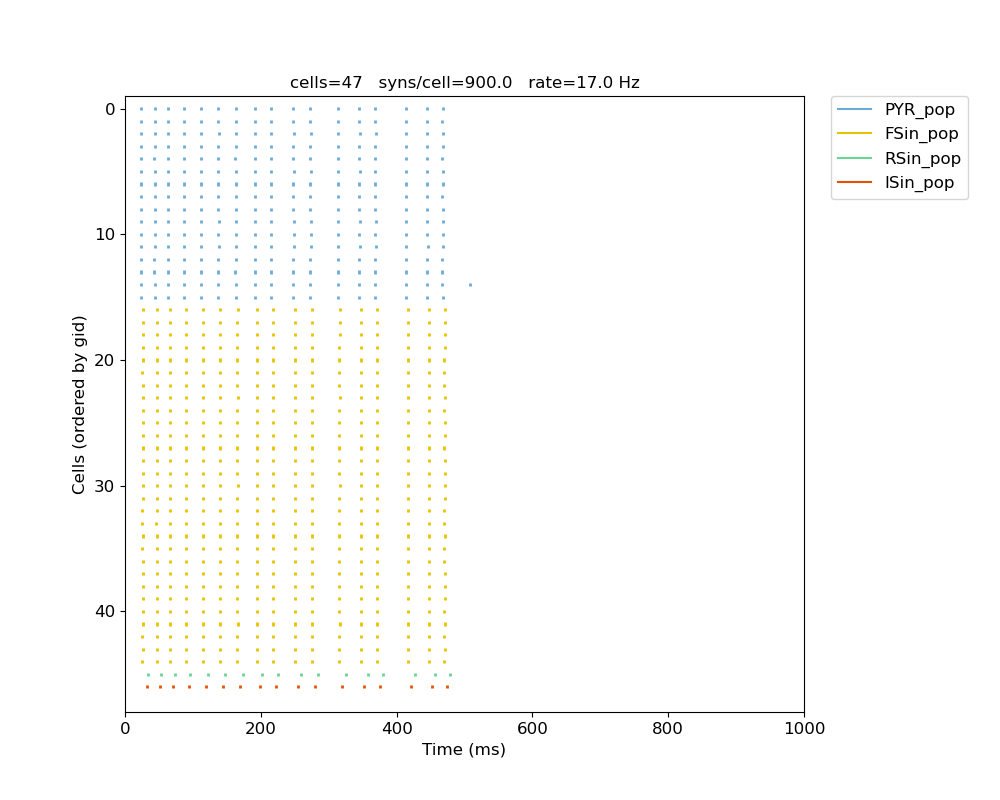 cells=47   syns/cell=900.0   rate=17.0 Hz
PYR_pop
FSin_pop
RSin_pop
ISin_pop
Cells (ordered by gid)
0
10
20
30
40
0 200 400 600 800 1000
Time (ms)